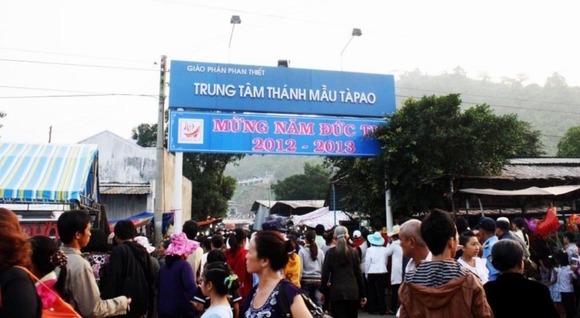 GIÁO PHẬN PHAN THIẾT
TRUNG TÂM THÁNH MẪU TÀPAO
MỪNG NĂM ĐỨC
2012 - 2013